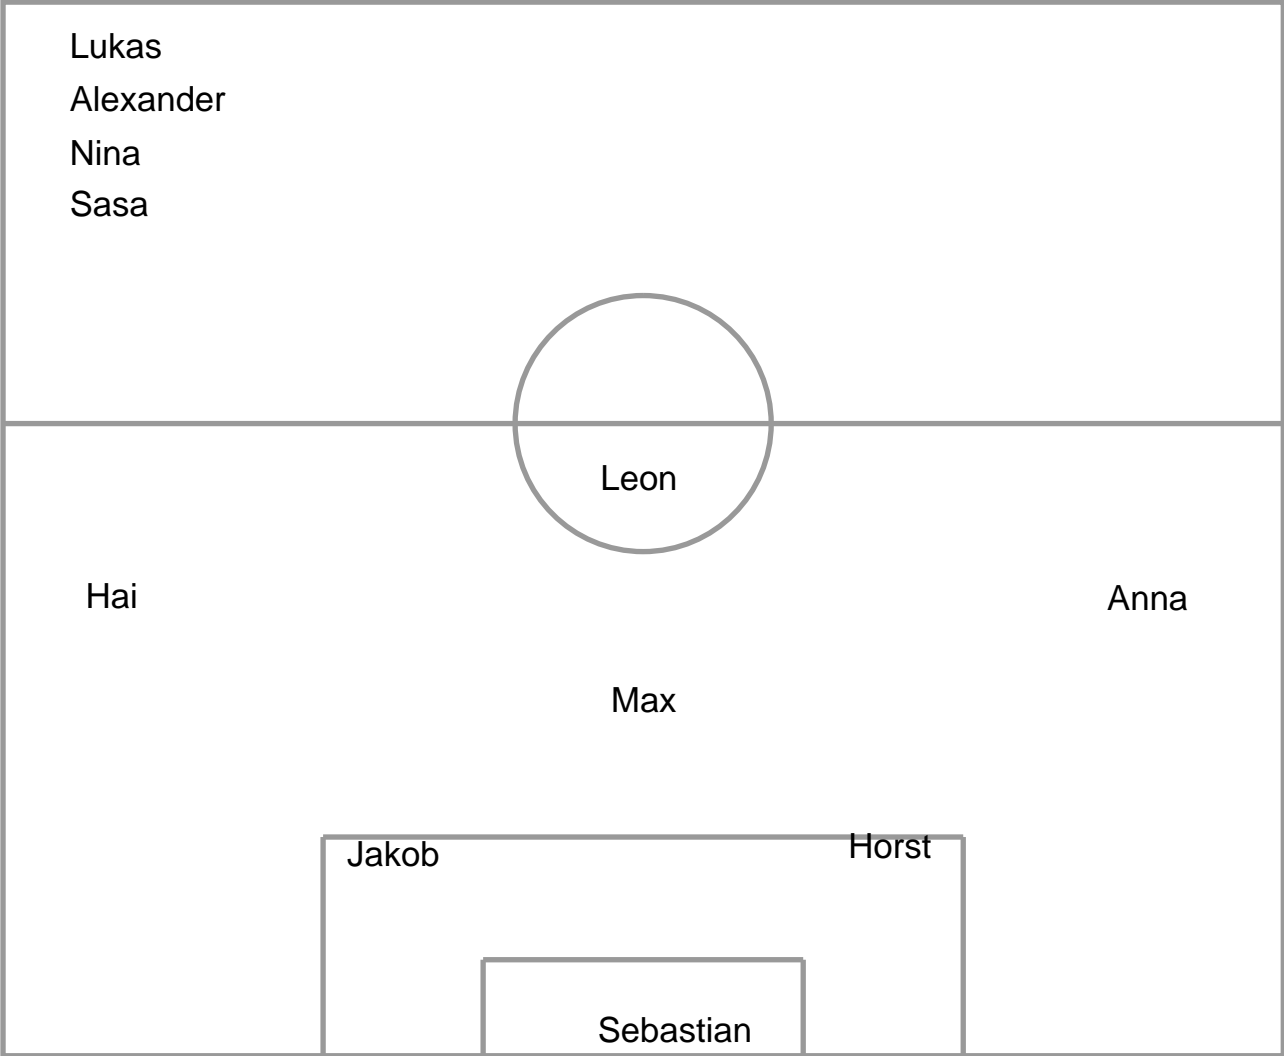 Lukas
Alexander
Nina
Sasa
Leon
Hai
Anna
Max
Jakob
Horst
Sebastian